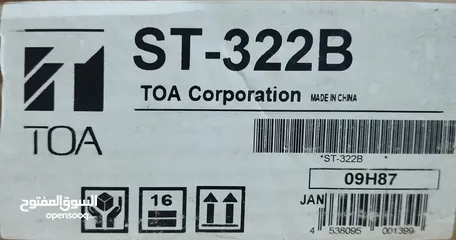 ST-322B
TOA Corporation MADE IN CHINA
TOA
*ST-322B
09H87
16
JAN
4 538095 001399
السوق المفتوح
opensooq.com